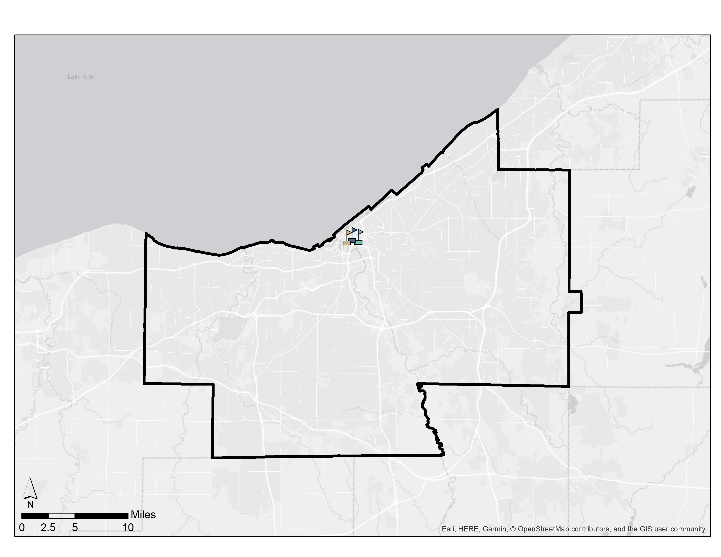 Lake Erie
N
Miles
0 2.5 5 10
Esri, HERE, Garmin, © OpenStreetMap contributors, and the GIS user community